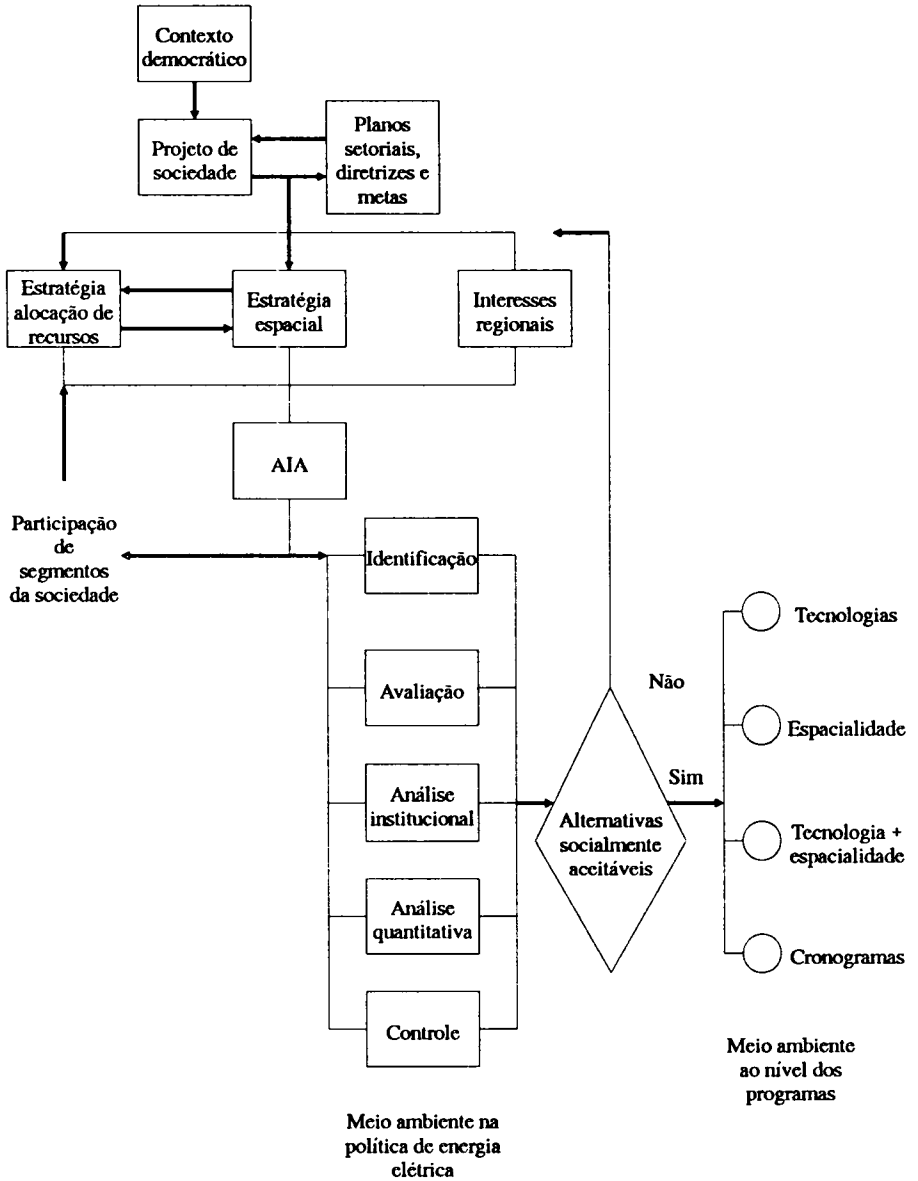 Contexto
democrático
Projeto de
sociedade
Planos
setoriais,
diretrizes e
metas
Estratégia
alocação de
recursos
Estratégia
espacial
Interesses
regionais
AIA
Participação
de
segmentos
da sociedade
Identificação
Avaliação
Análise
institucional
Análise
quantitativa
Controle
Não
Sim
Alternativas
socialmente
aceitáveis
Tecnologias
Espacialidade
Tecnologia +
espacialidade
Cronogramas
Meio ambiente
ao nível dos
programas
Meio ambiente na
política de energia
elétrica